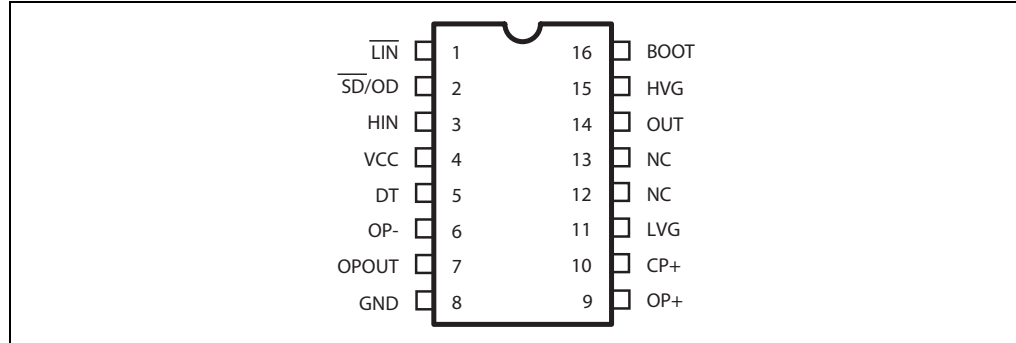 LIN 1 16 BOOT
SD/OD 2 15 HVG
HIN 3 14 OUT
VCC 4 13 NC
DT 5 12 NC
OP- 6 11 LVG
OPOUT 7 10 CP+
GND 8 9 OP+